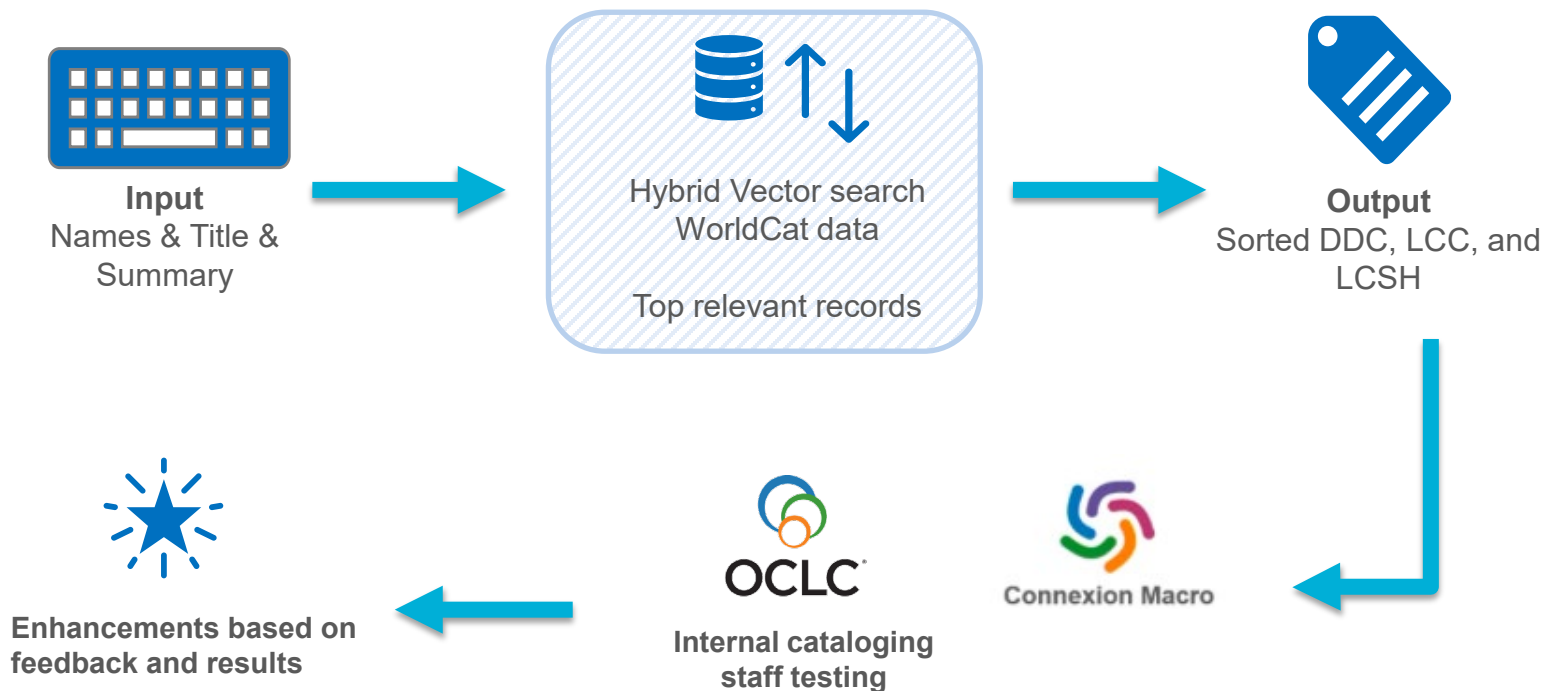 Input
Names & Title &
Summary
Hybrid Vector search
WorldCat data
Top relevant records
Output
Sorted DDC, LCC, and
LCSH
Connexion Macro
OCLC
Internal cataloging
staff testing
Enhancements based on
feedback and results